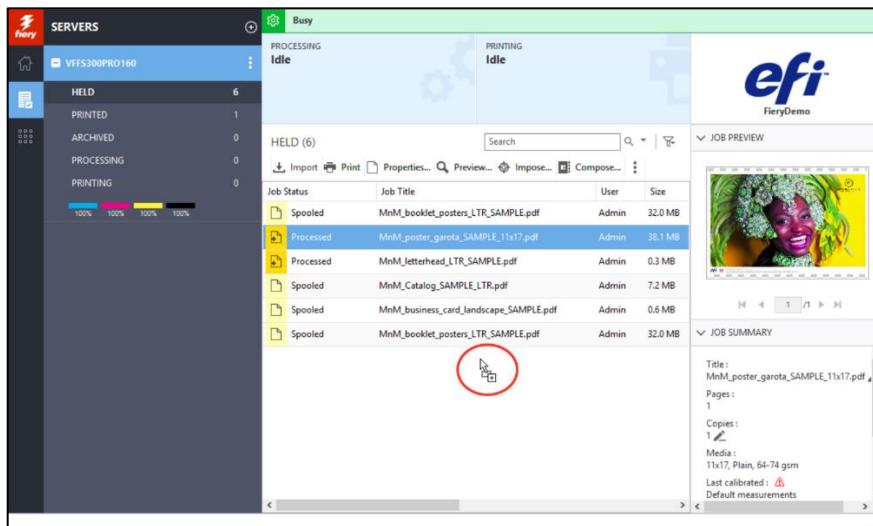 fiery
SERVERS
Busy
VFFS300PRO160
HELD 6
PRINTED 1
ARCHIVED 0
PROCESSING 0
PRINTING 0
100% 100% 100% 100%
PROCESSING
Idle
PRINTING
Idle
HELD (6)
Search
Import Print Properties... Preview... Impose... Compose...
Job Status Job Title User Size
Spooled MnM_booklet_posters_LTR_SAMPLE.pdf Admin 32.0 MB
Processed MnM_poster_garota_SAMPLE_11x17.pdf Admin 38.1 MB
Processed MnM_letterhead_LTR_SAMPLE.pdf Admin 0.3 MB
Spooled MnM_Catalog_SAMPLE_LTR.pdf Admin 7.2 MB
Spooled MnM_business_card_landscape_SAMPLE.pdf Admin 0.6 MB
Spooled MnM_booklet_posters_LTR_SAMPLE.pdf Admin 32.0 MB
efi
FieryDemo
JOB PREVIEW
1 /1
JOB SUMMARY
Title :
MnM_poster_garota_SAMPLE_11x17.pdf
Pages :
1
Copies :
1
Media :
11x17, Plain, 64-74 gsm
Last calibrated :
Default measurements